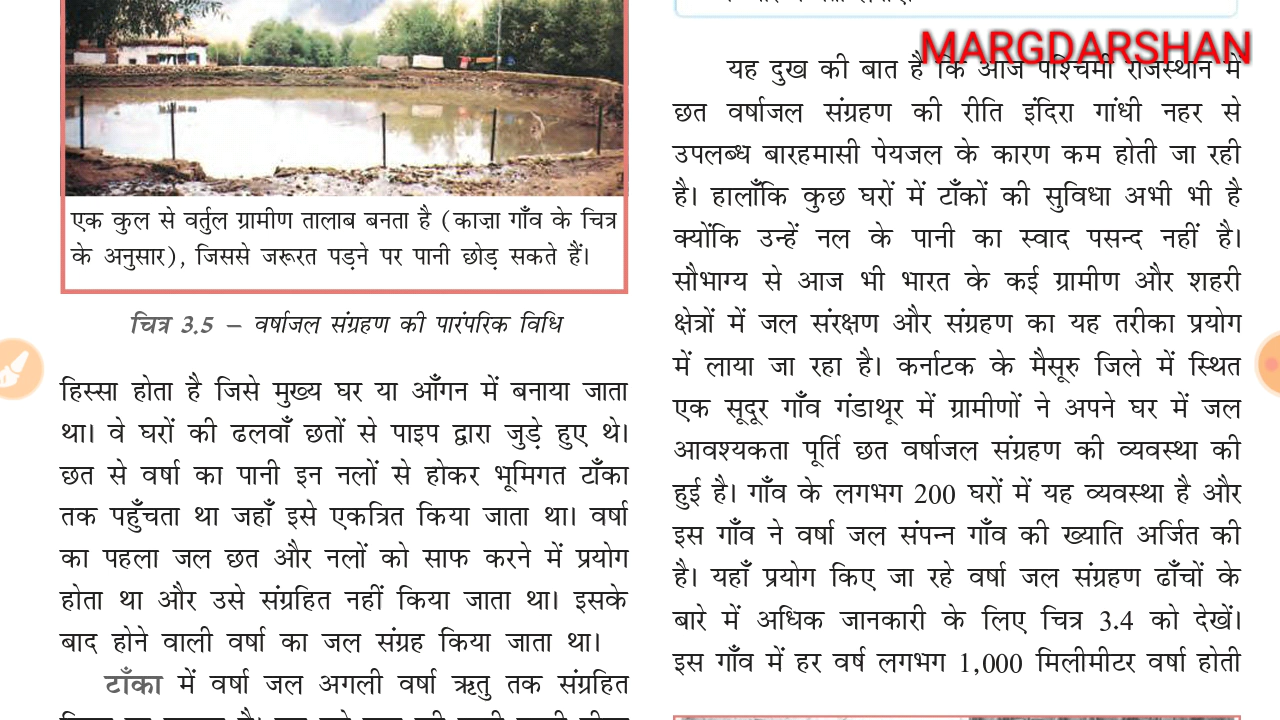 एक कुल से वर्तुल ग्रामीण तालाब बनता है (काज़ा गाँव के चित्र
के अनुसार), जिससे जरूरत पड़ने पर पानी छोड़ सकते हैं।
चित्र 3.5 – वर्षाजल संग्रहण की पारंपरिक विधि
हिस्सा होता है जिसे मुख्य घर या आँगन में बनाया जाता
था। वे घरों की ढलवाँ छतों से पाइप द्वारा जुड़े हुए थे।
छत से वर्षा का पानी इन नलों से होकर भूमिगत टाँका
तक पहुँचता था जहाँ इसे एकत्रित किया जाता था। वर्षा
का पहला जल छत और नलों को साफ करने में प्रयोग
होता था और उसे संग्रहित नहीं किया जाता था। इसके
बाद होने वाली वर्षा का जल संग्रह किया जाता था।
टाँका में वर्षा जल अगली वर्षा ऋतु तक संग्रहित
MARGDARSHAN
यह दुख की बात है कि आज पश्चिमी राजस्थान में
छत वर्षाजल संग्रहण की रीति इंदिरा गांधी नहर से
उपलब्ध बारहमासी पेयजल के कारण कम होती जा रही
है। हालाँकि कुछ घरों में टाँकों की सुविधा अभी भी है
क्योंकि उन्हें नल के पानी का स्वाद पसन्द नहीं है।
सौभाग्य से आज भी भारत के कई ग्रामीण और शहरी
क्षेत्रों में जल संरक्षण और संग्रहण का यह तरीका प्रयोग
में लाया जा रहा है। कर्नाटक के मैसूरु जिले में स्थित
एक सूदूर गाँव गंडाथूर में ग्रामीणों ने अपने घर में जल
आवश्यकता पूर्ति छत वर्षाजल संग्रहण की व्यवस्था की
हुई है। गाँव के लगभग 200 घरों में यह व्यवस्था है और
इस गाँव ने वर्षा जल संपन्न गाँव की ख्याति अर्जित की
है। यहाँ प्रयोग किए जा रहे वर्षा जल संग्रहण ढाँचों के
बारे में अधिक जानकारी के लिए चित्र 3.4 को देखें।
इस गाँव में हर वर्ष लगभग 1,000 मिलीमीटर वर्षा होती